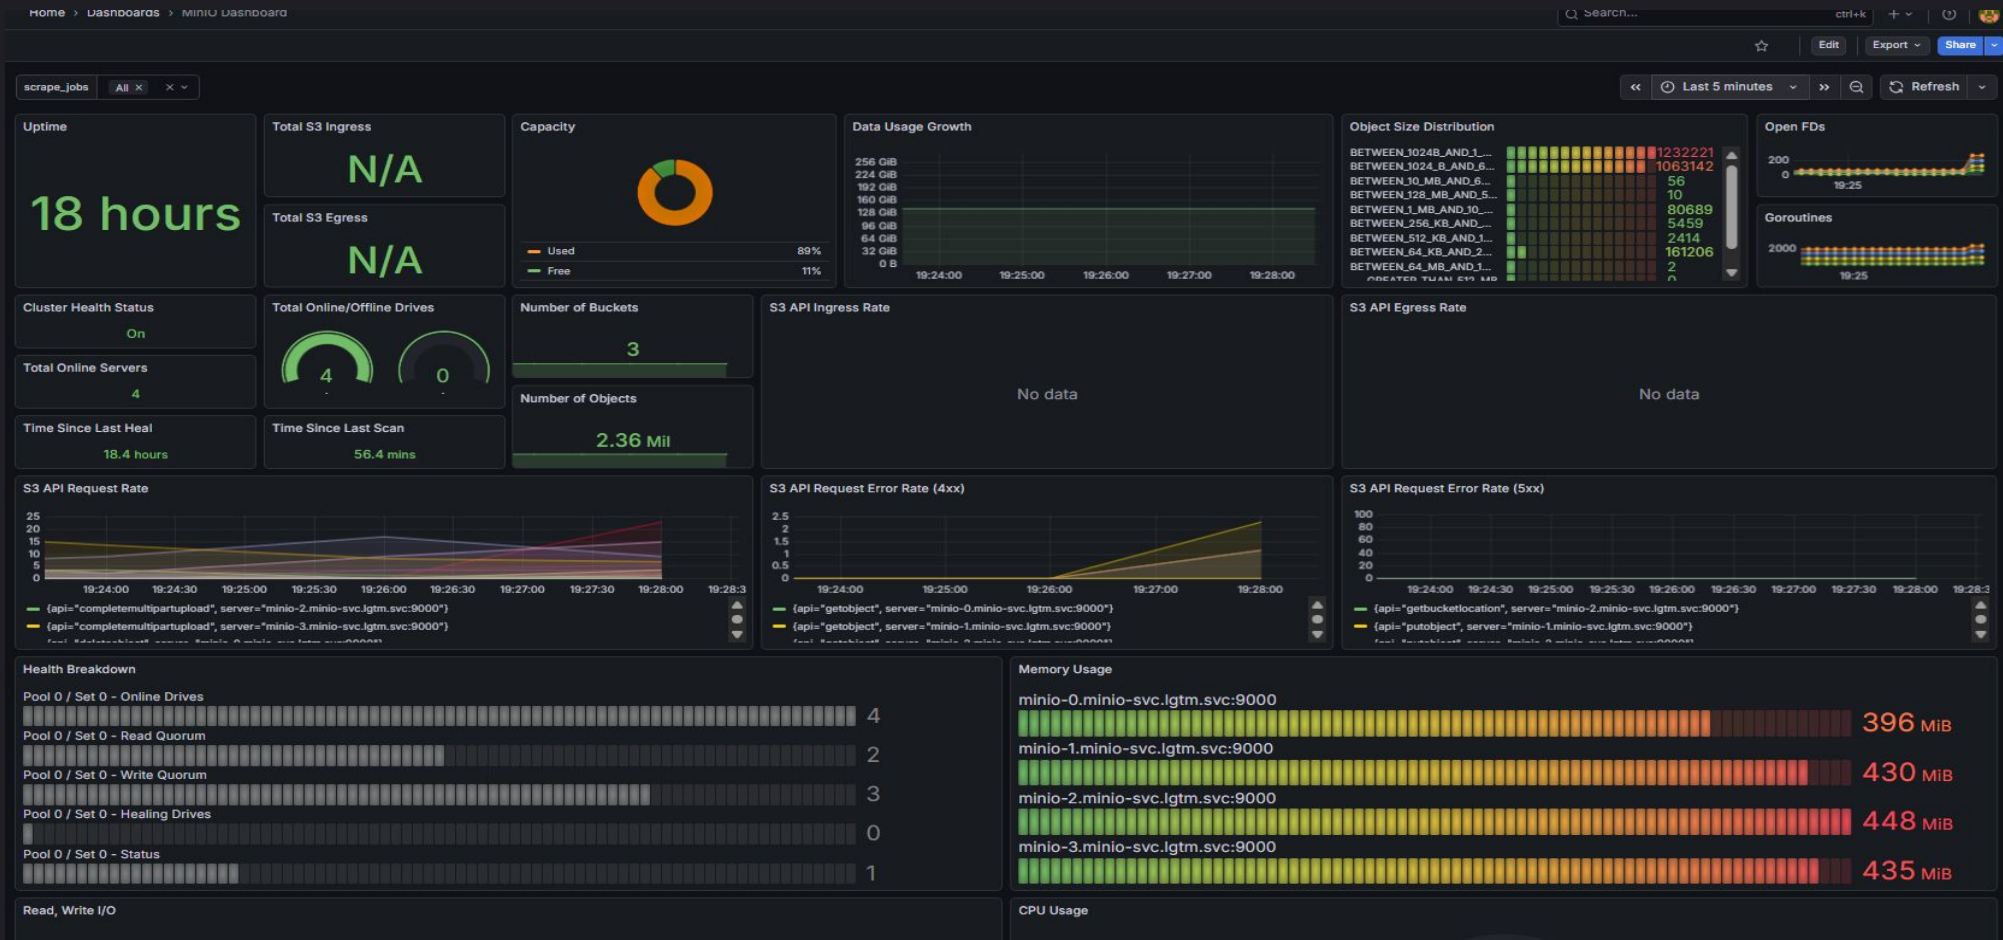 Home › Dashboards › MinIO Dashboard
Search... ctrl+k
Edit Export Share
scrape_jobs All
Last 5 minutes Refresh
Uptime
18 hours
Total S3 Ingress
N/A
Total S3 Egress
N/A
Capacity
Used 89%
Free 11%
Data Usage Growth
256 GiB
224 GiB
192 GiB
160 GiB
128 GiB
96 GiB
64 GiB
32 GiB
0 B
19:24:00 19:25:00 19:26:00 19:27:00 19:28:00
Object Size Distribution
BETWEEN_1024B_AND_1_... 1232221
BETWEEN_1024_B_AND_6... 1063142
BETWEEN_10_MB_AND_6... 56
BETWEEN_128_MB_AND_5... 10
BETWEEN_1_MB_AND_10_... 80689
BETWEEN_256_KB_AND_... 5459
BETWEEN_512_KB_AND_1... 2414
BETWEEN_64_KB_AND_2... 161206
BETWEEN_64_MB_AND_1... 2
GREATER_THAN_512_MB 0
Open FDs
200
0
19:25
Goroutines
2000
19:25
Cluster Health Status
On
Total Online Servers
4
Time Since Last Heal
18.4 hours
Total Online/Offline Drives
4 0
Time Since Last Scan
56.4 mins
Number of Buckets
3
Number of Objects
2.36 Mil
S3 API Ingress Rate
No data
S3 API Egress Rate
No data
S3 API Request Rate
25
20
15
10
5
0
19:24:00 19:24:30 19:25:00 19:25:30 19:26:00 19:26:30 19:27:00 19:27:30 19:28:00 19:28:3
{api="completemultipartupload", server="minio-2.minio-svc.lgtm.svc:9000"}
{api="completemultipartupload", server="minio-3.minio-svc.lgtm.svc:9000"}
S3 API Request Error Rate (4xx)
2.5
2
1.5
1
0.5
0
19:24:00 19:25:00 19:26:00 19:27:00 19:28:00
{api="getobject", server="minio-0.minio-svc.lgtm.svc:9000"}
{api="getobject", server="minio-1.minio-svc.lgtm.svc:9000"}
S3 API Request Error Rate (5xx)
100
80
60
40
20
0
19:24:00 19:24:30 19:25:00 19:25:30 19:26:00 19:26:30 19:27:00 19:27:30 19:28:00 19:28:3
{api="getbucketlocation", server="minio-2.minio-svc.lgtm.svc:9000"}
{api="putobject", server="minio-1.minio-svc.lgtm.svc:9000"}
Health Breakdown
Pool 0 / Set 0 - Online Drives
4
Pool 0 / Set 0 - Read Quorum
2
Pool 0 / Set 0 - Write Quorum
3
Pool 0 / Set 0 - Healing Drives
0
Pool 0 / Set 0 - Status
1
Memory Usage
minio-0.minio-svc.lgtm.svc:9000
396 MiB
minio-1.minio-svc.lgtm.svc:9000
430 MiB
minio-2.minio-svc.lgtm.svc:9000
448 MiB
minio-3.minio-svc.lgtm.svc:9000
435 MiB
Read, Write I/O
CPU Usage